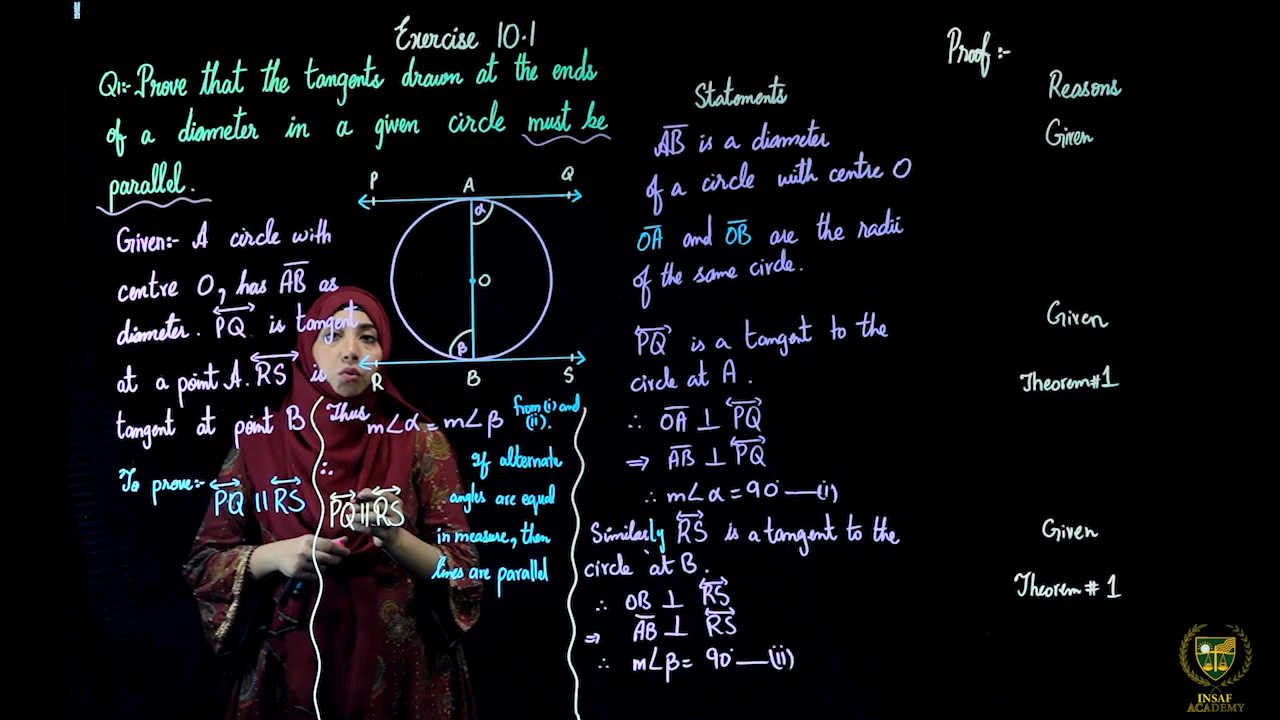 Exercise 10.1
Q1:- Prove that the tangents drawn at the ends
of a diameter in a given circle must be
parallel.
Given:- A circle with
centre O, has AB as
diameter. PQ is tangent
at a point A. RS is
tangent at point B
To prove:- PQ || RS
P A Q
α
O
β
R B S
Thus
m∠α = m∠β from (i) and
(ii).
∴
PQ || RS
If alternate
angles are equal
in measure, then
lines are parallel
Proof:-
Statements Reasons
AB is a diameter Given
of a circle with centre O
OA and OB are the radii
of the same circle.
PQ is a tangent to the Given
circle at A. Theorem #1
∴ OA ⊥ PQ
⇒ AB ⊥ PQ
∴ m∠α = 90° —(i)
Similarly RS is a tangent to the Given
circle at B.
∴ OB ⊥ RS Theorem #1
⇒ AB ⊥ RS
∴ m∠β = 90° —(ii)
INSAF
ACADEMY